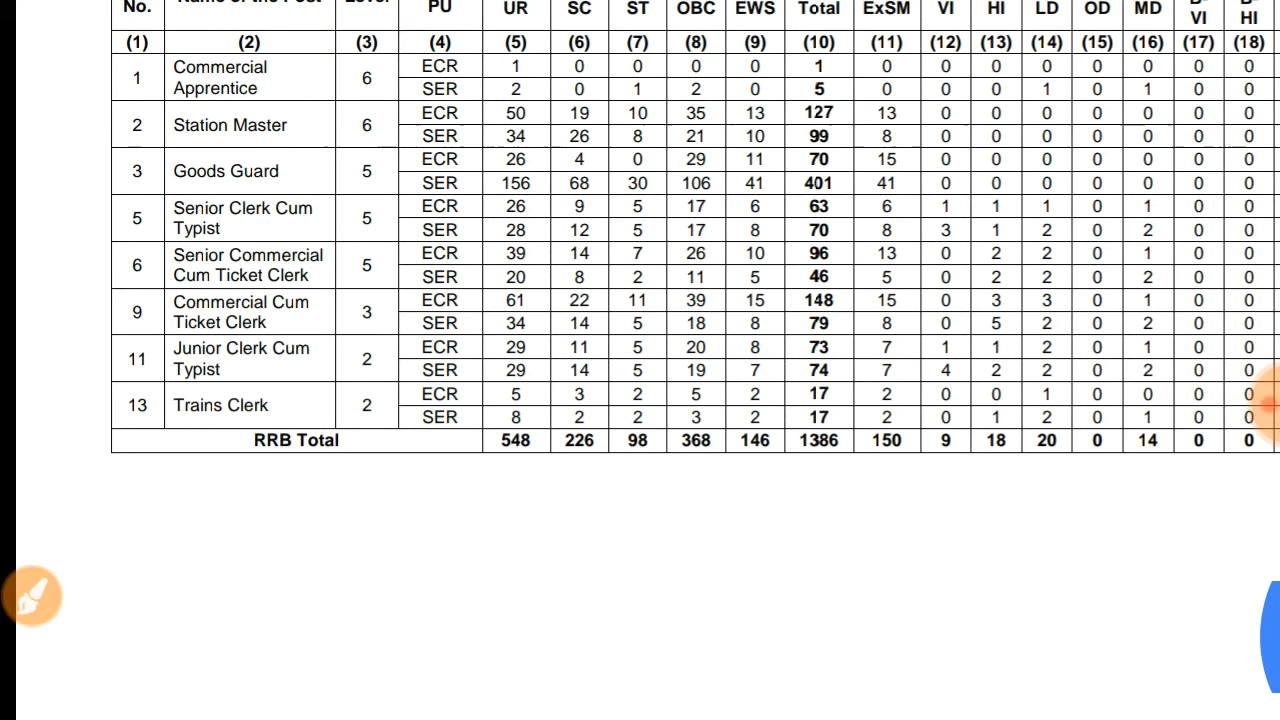 No. PU UR SC ST OBC EWS Total ExSM VI HI LD OD MD VI HI
(1) (2) (3) (4) (5) (6) (7) (8) (9) (10) (11) (12) (13) (14) (15) (16) (17) (18)
1 Commercial Apprentice 6 ECR 1 0 0 0 0 1 0 0 0 0 0 0 0 0
SER 2 0 1 2 0 5 0 0 0 1 0 1 0 0
2 Station Master 6 ECR 50 19 10 35 13 127 13 0 0 0 0 0 0 0
SER 34 26 8 21 10 99 8 0 0 0 0 0 0 0
3 Goods Guard 5 ECR 26 4 0 29 11 70 15 0 0 0 0 0 0 0
SER 156 68 30 106 41 401 41 0 0 0 0 0 0 0
5 Senior Clerk Cum Typist 5 ECR 26 9 5 17 6 63 6 1 1 1 0 1 0 0
SER 28 12 5 17 8 70 8 3 1 2 0 2 0 0
6 Senior Commercial Cum Ticket Clerk 5 ECR 39 14 7 26 10 96 13 0 2 2 0 1 0 0
SER 20 8 2 11 5 46 5 0 2 2 0 2 0 0
9 Commercial Cum Ticket Clerk 3 ECR 61 22 11 39 15 148 15 0 3 3 0 1 0 0
SER 34 14 5 18 8 79 8 0 5 2 0 2 0 0
11 Junior Clerk Cum Typist 2 ECR 29 11 5 20 8 73 7 1 1 2 0 1 0 0
SER 29 14 5 19 7 74 7 4 2 2 0 2 0 0
13 Trains Clerk 2 ECR 5 3 2 5 2 17 2 0 0 1 0 0 0 0
SER 8 2 2 3 2 17 2 0 1 2 0 1 0 0
RRB Total 548 226 98 368 146 1386 150 9 18 20 0 14 0 0